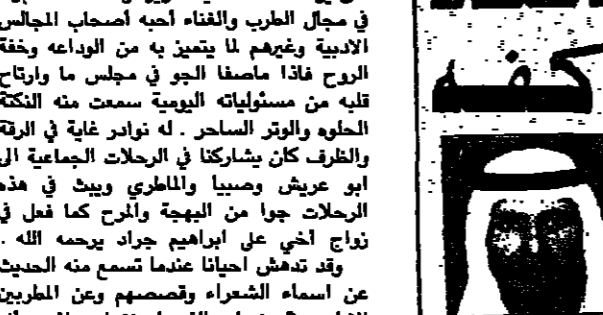 في مجال الطرب والغناء أحبه أصحاب المجالس
الادبية وغيرهم لما يتميز به من الوداعه وخفة
الروح فاذا ماصفا الجو في مجلس ما وارتاح
قلبه من مسئولياته اليومية سمعت منه النكتة
الحلوه والوتر الساحر . له نوادر غاية في الرقة
والظرف كان يشاركنا في الرحلات الجماعية الى
ابو عريش وصبيا والماطري ويبث في هذه
الرحلات جوا من البهجة والمرح كما فعل في
زواج أخي علي ابراهيم جراد يرحمه الله .
وقد تدهش احيانا عندما تسمع منه الحديث
عن اسماء الشعراء وقصصهم وعن المطربين